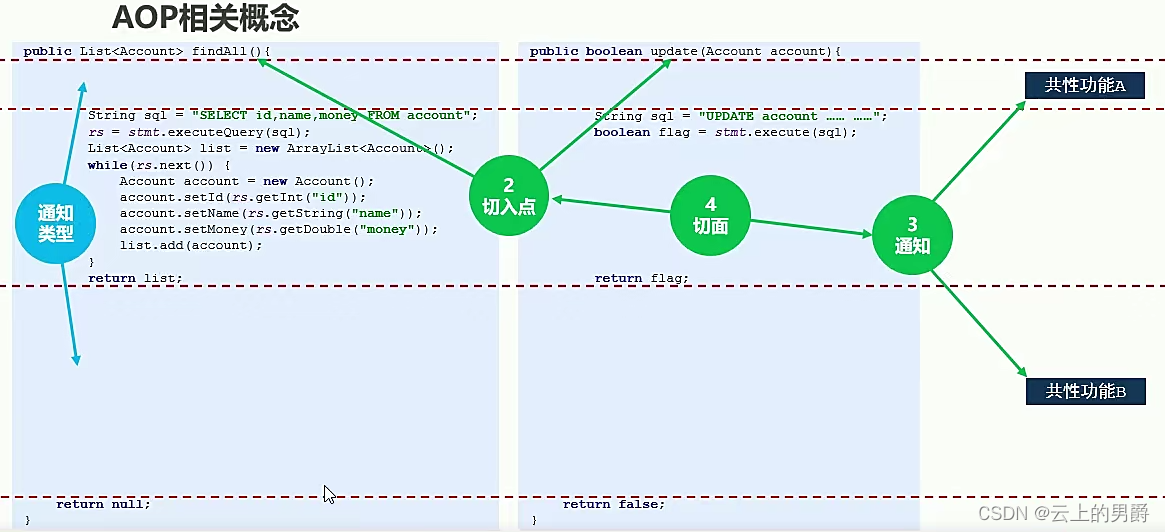 AOP相关概念
public List<Account> findAll(){
String sql = "SELECT id,name,money FROM account";
rs = stmt.executeQuery(sql);
List<Account> list = new ArrayList<Account>();
while(rs.next()) {
Account account = new Account();
account.setId(rs.getInt("id"));
account.setName(rs.getString("name"));
account.setMoney(rs.getDouble("money"));
list.add(account);
}
return list;
return null;
}
通知
类型
2
切入点
public boolean update(Account account){
String sql = "UPDATE account …… ……";
boolean flag = stmt.execute(sql);
return flag;
return false;
}
4
切面
3
通知
共性功能A
共性功能B
CSDN @云上的男爵